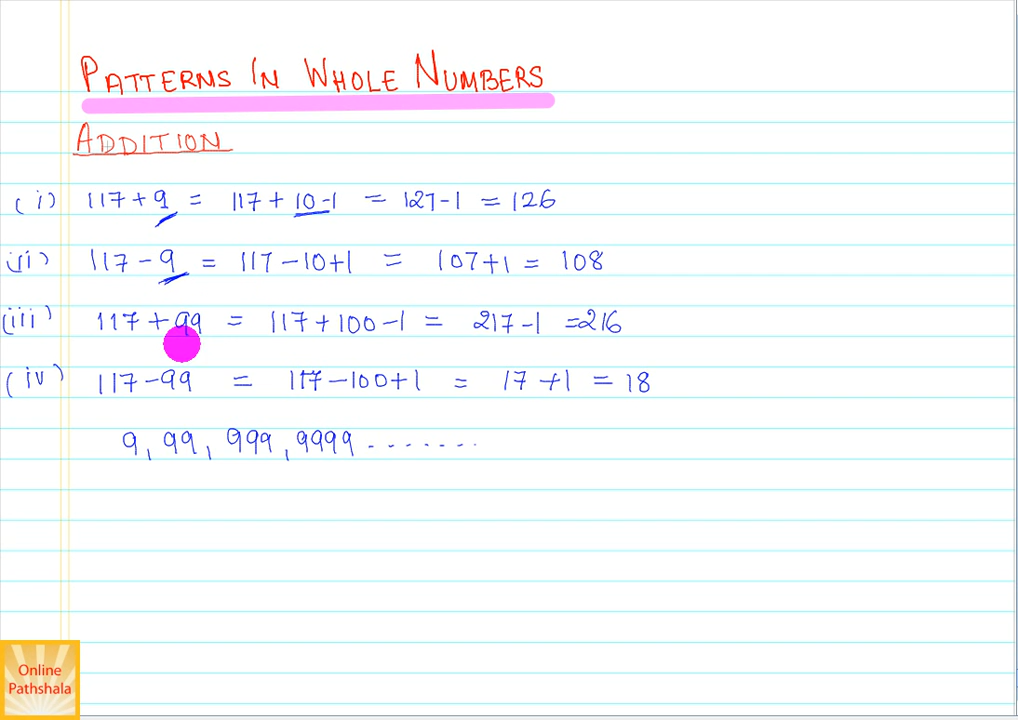 PATTERNS IN WHOLE NUMBERS
ADDITION
(i) 117 + 9 = 117 + 10 - 1 = 127 - 1 = 126
(ii) 117 - 9 = 117 - 10 + 1 = 107 + 1 = 108
(iii) 117 + 99 = 117 + 100 - 1 = 217 - 1 = 216
(iv) 117 - 99 = 117 - 100 + 1 = 17 + 1 = 18
9, 99, 999, 9999 ........
Online
Pathshala